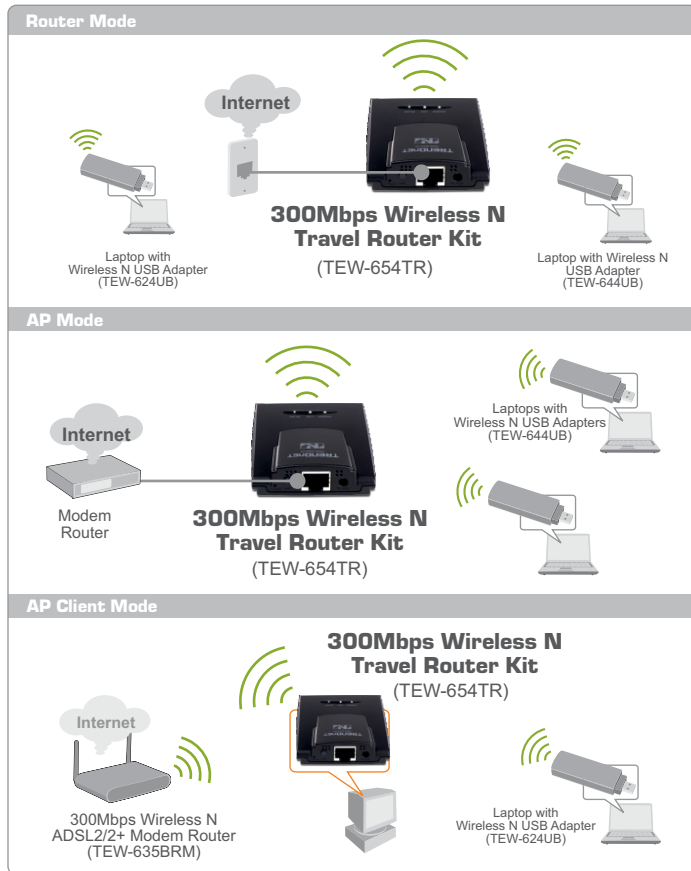 Router Mode
Internet
TRENDNET
300Mbps Wireless N
Travel Router Kit
(TEW-654TR)
Laptop with
Wireless N USB Adapter
(TEW-624UB)
Laptop with Wireless N
USB Adapter
(TEW-644UB)
AP Mode
Internet
TRENDNET
Modem
Router
300Mbps Wireless N
Travel Router Kit
(TEW-654TR)
Laptops with
Wireless N USB Adapters
(TEW-644UB)
AP Client Mode
300Mbps Wireless N
Travel Router Kit
(TEW-654TR)
TRENDNET
Internet
300Mbps Wireless N
ADSL2/2+ Modem Router
(TEW-635BRM)
Laptop with
Wireless N USB Adapter
(TEW-624UB)